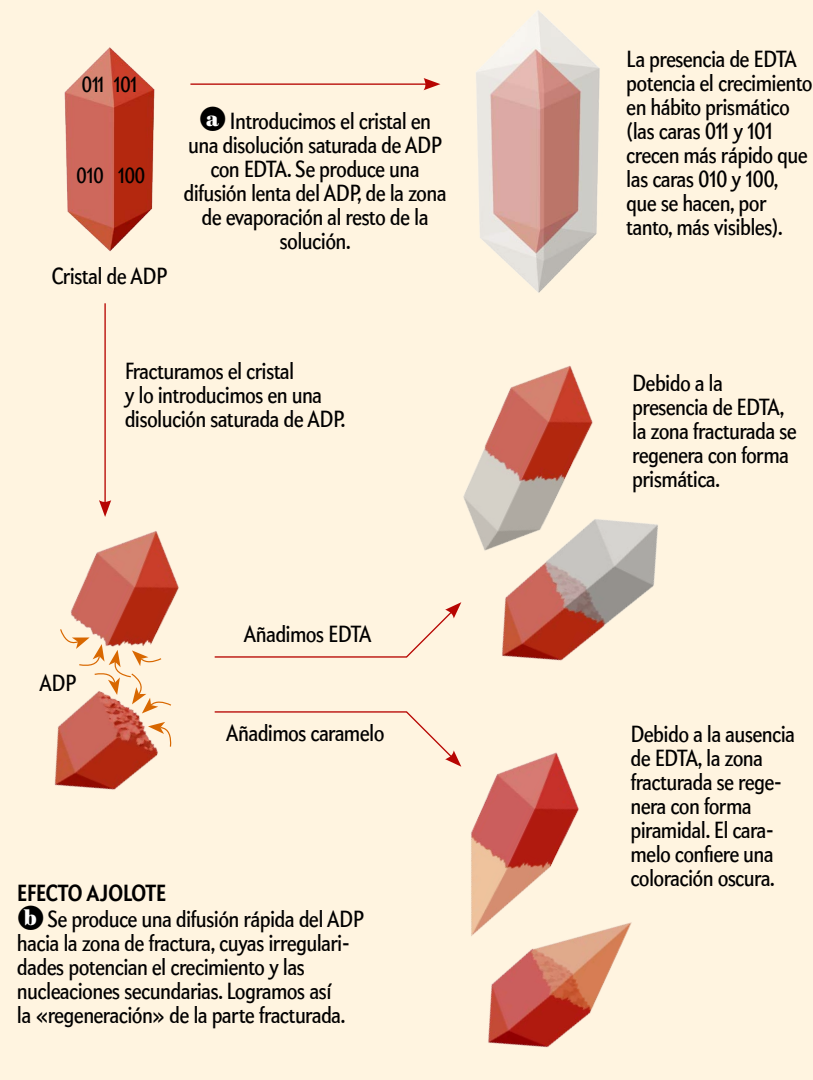 011 101
010 100
Cristal de ADP
a Introducimos el cristal en
una disolución saturada de ADP
con EDTA. Se produce una
difusión lenta del ADP, de la zona
de evaporación al resto de la
solución.
La presencia de EDTA
potencia el crecimiento
en hábito prismático
(las caras 011 y 101
crecen más rápido que
las caras 010 y 100,
que se hacen, por
tanto, más visibles).
Fracturamos el cristal
y lo introducimos en una
disolución saturada de ADP.
Debido a la
presencia de EDTA,
la zona fracturada se
regenera con forma
prismática.
Añadimos EDTA
ADP
Añadimos caramelo
Debido a la ausencia
de EDTA, la zona
fracturada se rege-
nera con forma
piramidal. El cara-
melo confiere una
coloración oscura.
EFECTO AJOLOTE
b Se produce una difusión rápida del ADP
hacia la zona de fractura, cuyas irregulari-
dades potencian el crecimiento y las
nucleaciones secundarias. Logramos así
la «regeneración» de la parte fracturada.